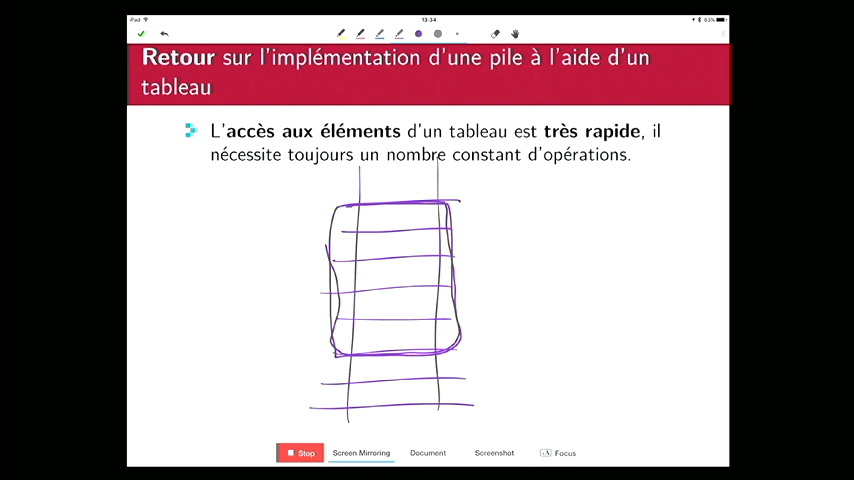 iPad 13:34 83%
Retour sur l'implémentation d'une pile à l'aide d'un
tableau
L'accès aux éléments d'un tableau est très rapide, il
nécessite toujours un nombre constant d'opérations.
Stop Screen Mirroring Document Screenshot Focus